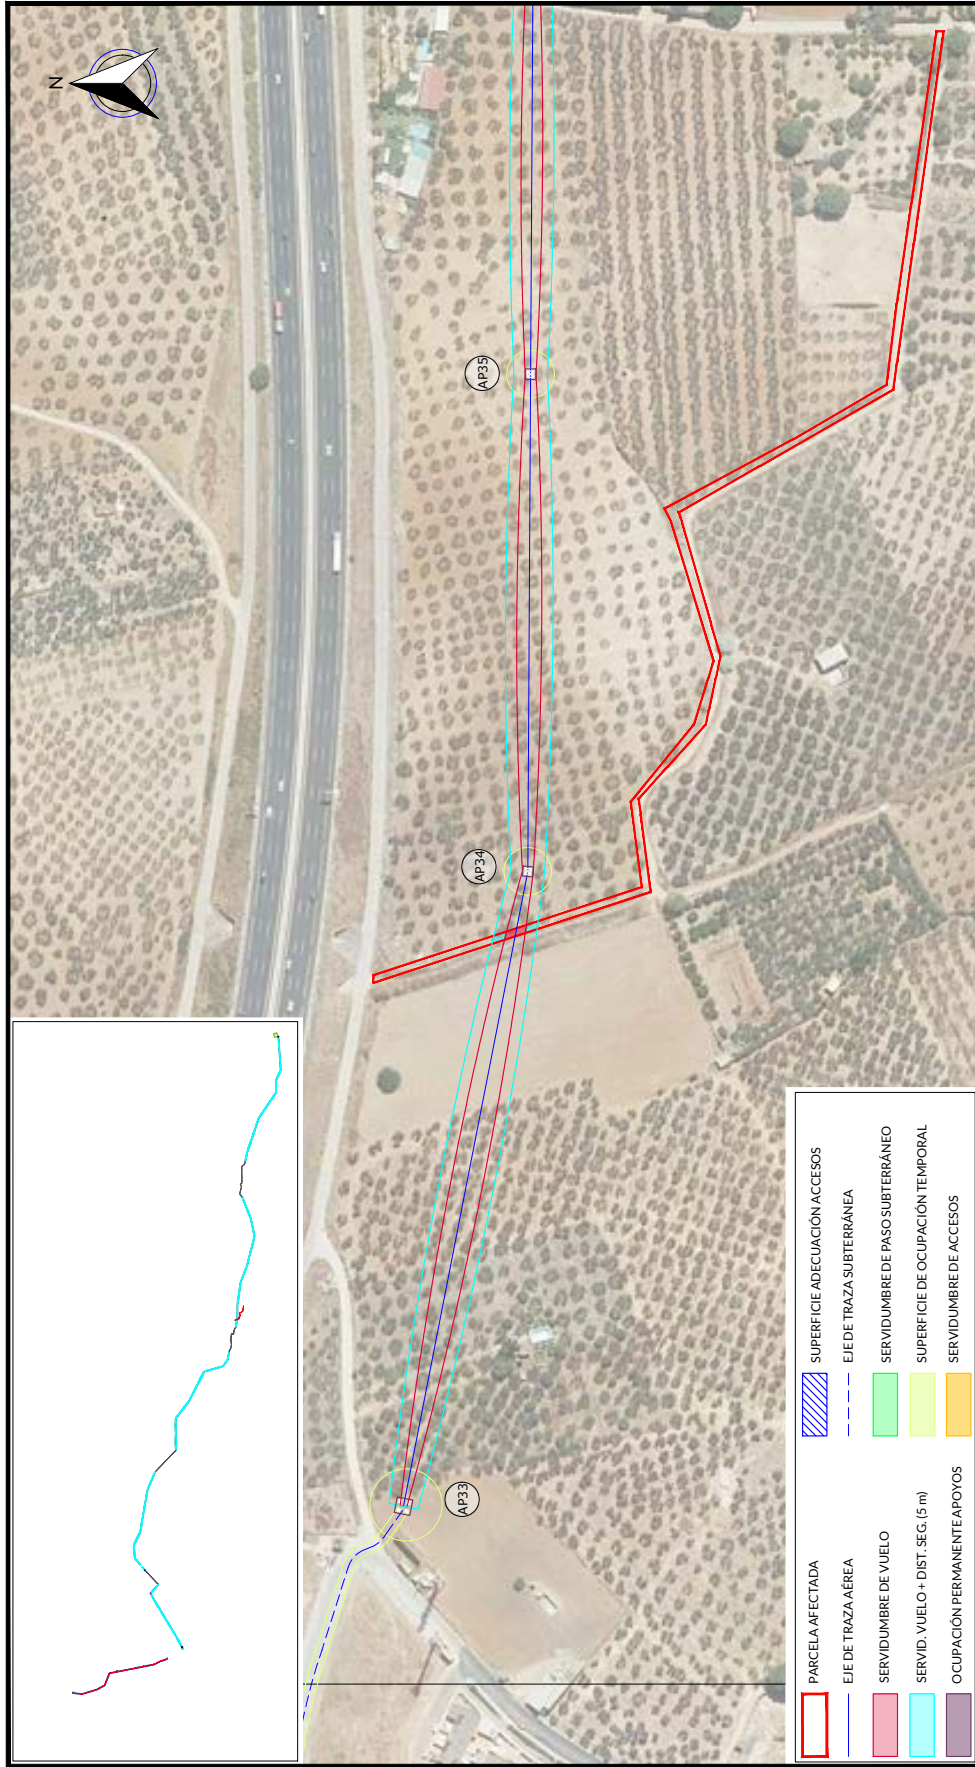 N
AP35
AP34
AP33
PARCELA AFECTADA
EJE DE TRAZA AÉREA
SERVIDUMBRE DE VUELO
SERVID. VUELO + DIST. SEG. (5 m)
OCUPACIÓN PERMANENTE APOYOS
SUPERFICIE ADECUACIÓN ACCESOS
EJE DE TRAZA SUBTERRÁNEA
SERVIDUMBRE DE PASO SUBTERRÁNEO
SUPERFICIE DE OCUPACIÓN TEMPORAL
SERVIDUMBRE DE ACCESOS